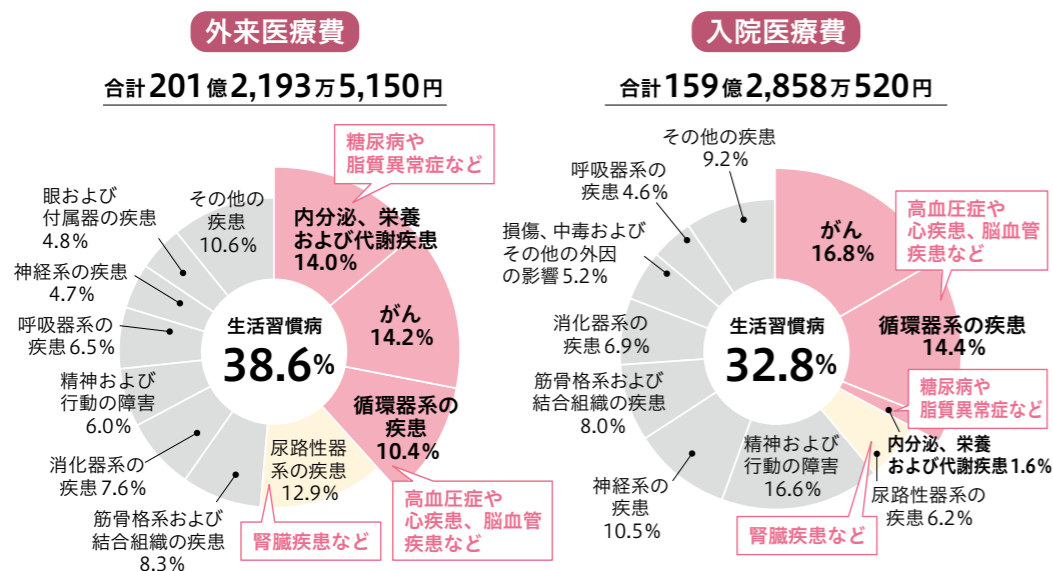 外来医療費
合計201億2,193万5,150円
糖尿病や
脂質異常症など
内分泌、栄養
および代謝疾患
14.0%
がん
14.2%
循環器系の
疾患
10.4%
高血圧症や
心疾患、脳血管
疾患など
尿路性器
系の疾患
12.9%
腎臓疾患など
筋骨格系および
結合組織の疾患
8.3%
消化器系の
疾患7.6%
精神および
行動の障害
6.0%
呼吸器系の
疾患6.5%
神経系の疾患
4.7%
眼および
付属器の疾患
4.8%
その他の
疾患
10.6%
生活習慣病
38.6%
入院医療費
合計159億2,858万520円
がん
16.8%
高血圧症や
心疾患、脳血管
疾患など
循環器系の疾患
14.4%
糖尿病や
脂質異常症など
内分泌、栄養
および代謝疾患1.6%
尿路性器系の
疾患6.2%
腎臓疾患など
精神および
行動の障害
16.6%
神経系の
疾患
10.5%
筋骨格系および
結合組織の疾患
8.0%
消化器系の
疾患6.9%
損傷、中毒および
その他の外因
の影響5.2%
呼吸器系の
疾患4.6%
その他の疾患
9.2%
生活習慣病
32.8%